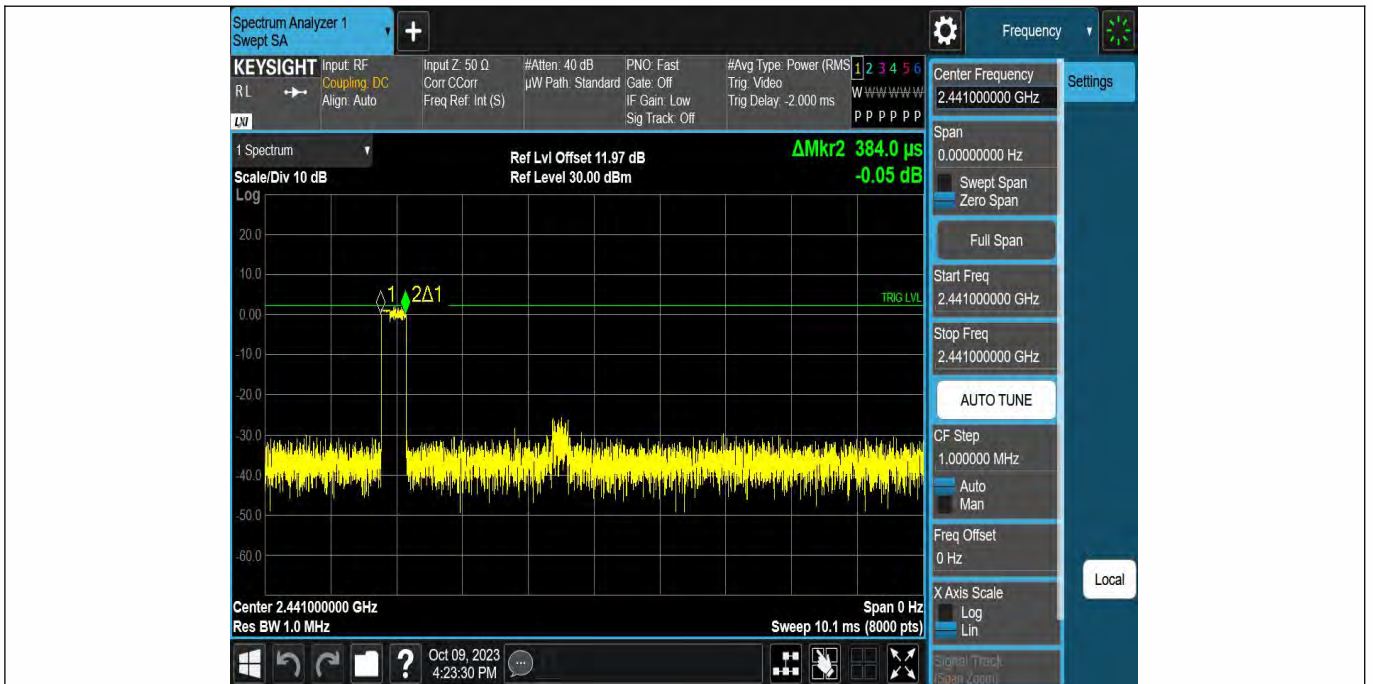 Spectrum Analyzer 1
Swept SA
+
Frequency
KEYSIGHT
RL
LXI
Input: RF
Coupling: DC
Align: Auto
Input Z: 50 Ω
Corr CCorr
Freq Ref: Int (S)
#Atten: 40 dB
µW Path: Standard
PNO: Fast
Gate: Off
IF Gain: Low
Sig Track: Off
#Avg Type: Power (RMS
Trig: Video
Trig Delay: -2.000 ms
1 2 3 4 5 6
W W W W W W
P P P P P P
1 Spectrum
Scale/Div 10 dB
Ref Lvl Offset 11.97 dB
Ref Level 30.00 dBm
ΔMkr2 384.0 µs
-0.05 dB
Log
20.0
10.0
0.00
-10.0
-20.0
-30.0
-40.0
-50.0
-60.0
1
2Δ1
TRIG LVL
Center 2.441000000 GHz
Res BW 1.0 MHz
Span 0 Hz
Sweep 10.1 ms (8000 pts)
Center Frequency
2.441000000 GHz
Settings
Span
0.00000000 Hz
Swept Span
Zero Span
Full Span
Start Freq
2.441000000 GHz
Stop Freq
2.441000000 GHz
AUTO TUNE
CF Step
1.000000 MHz
Auto
Man
Freq Offset
0 Hz
X Axis Scale
Log
Lin
Signal Track
(Span Zoom)
Local
?
Oct 09, 2023
4:23:30 PM